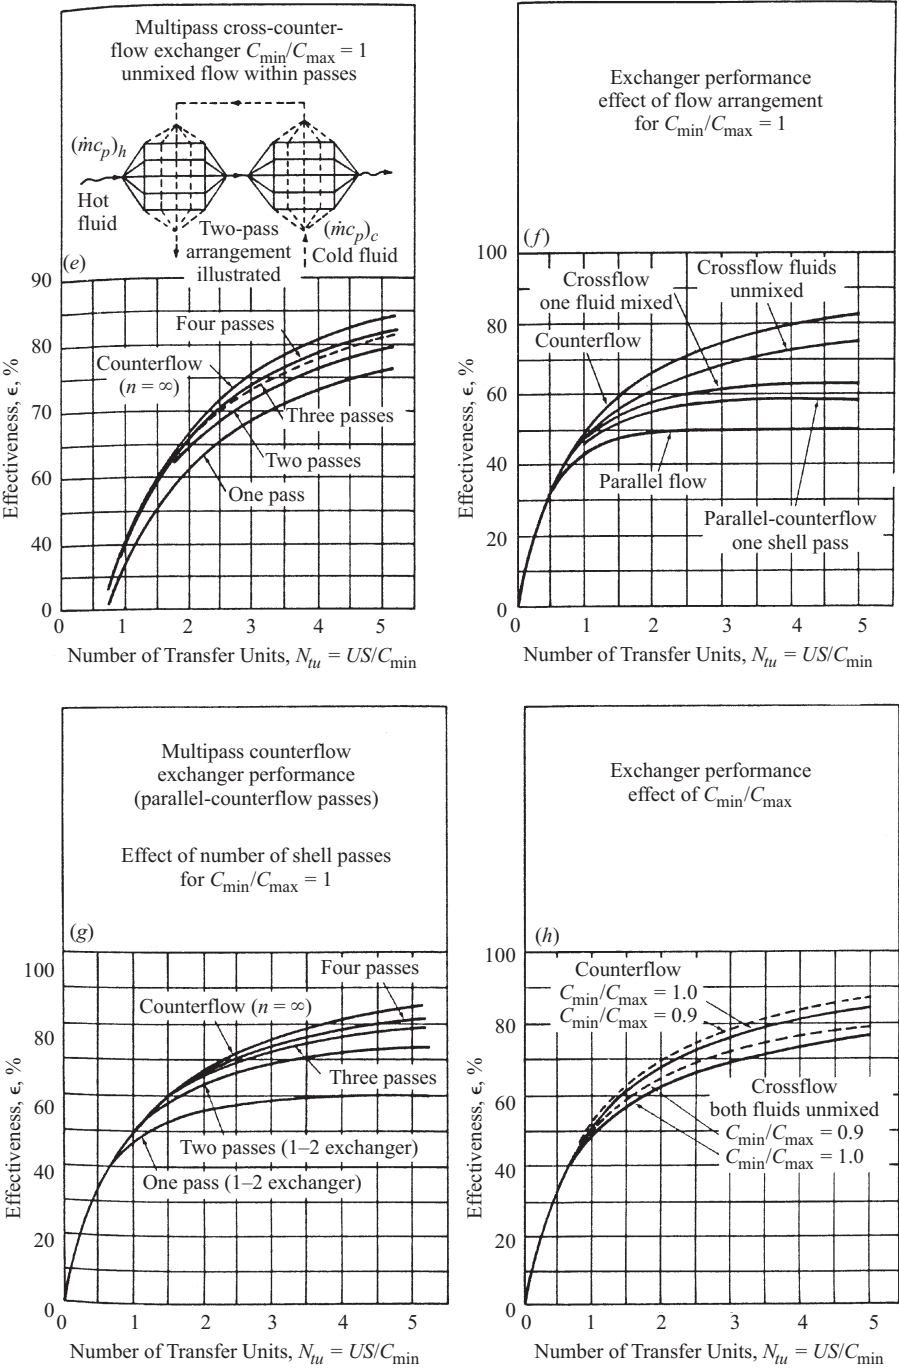 Multipass cross-counter-
flow exchanger C_min/C_max = 1
unmixed flow within passes
(ṁc_p)_h
Hot
fluid
Two-pass
arrangement
illustrated
(ṁc_p)_c
Cold fluid
(e)
90
80
70
60
40
0
Effectiveness, ϵ, %
Four passes
Counterflow
(n = ∞)
Three passes
Two passes
One pass
0 1 2 3 4 5
Number of Transfer Units, N_tu = US/C_min
Exchanger performance
effect of flow arrangement
for C_min/C_max = 1
(f)
100
80
60
40
20
0
Effectiveness, ϵ, %
Crossflow
one fluid mixed
Crossflow fluids
unmixed
Counterflow
Parallel flow
Parallel-counterflow
one shell pass
0 1 2 3 4 5
Number of Transfer Units, N_tu = US/C_min
Multipass counterflow
exchanger performance
(parallel-counterflow passes)
Effect of number of shell passes
for C_min/C_max = 1
(g)
100
80
60
40
20
0
Effectiveness, ϵ, %
Four passes
Counterflow (n = ∞)
Three passes
Two passes (1–2 exchanger)
One pass (1–2 exchanger)
0 1 2 3 4 5
Number of Transfer Units, N_tu = US/C_min
Exchanger performance
effect of C_min/C_max
(h)
100
80
60
40
20
0
Effectiveness, ϵ, %
Counterflow
C_min/C_max = 1.0
C_min/C_max = 0.9
Crossflow
both fluids unmixed
C_min/C_max = 0.9
C_min/C_max = 1.0
0 1 2 3 4 5
Number of Transfer Units, N_tu = US/C_min